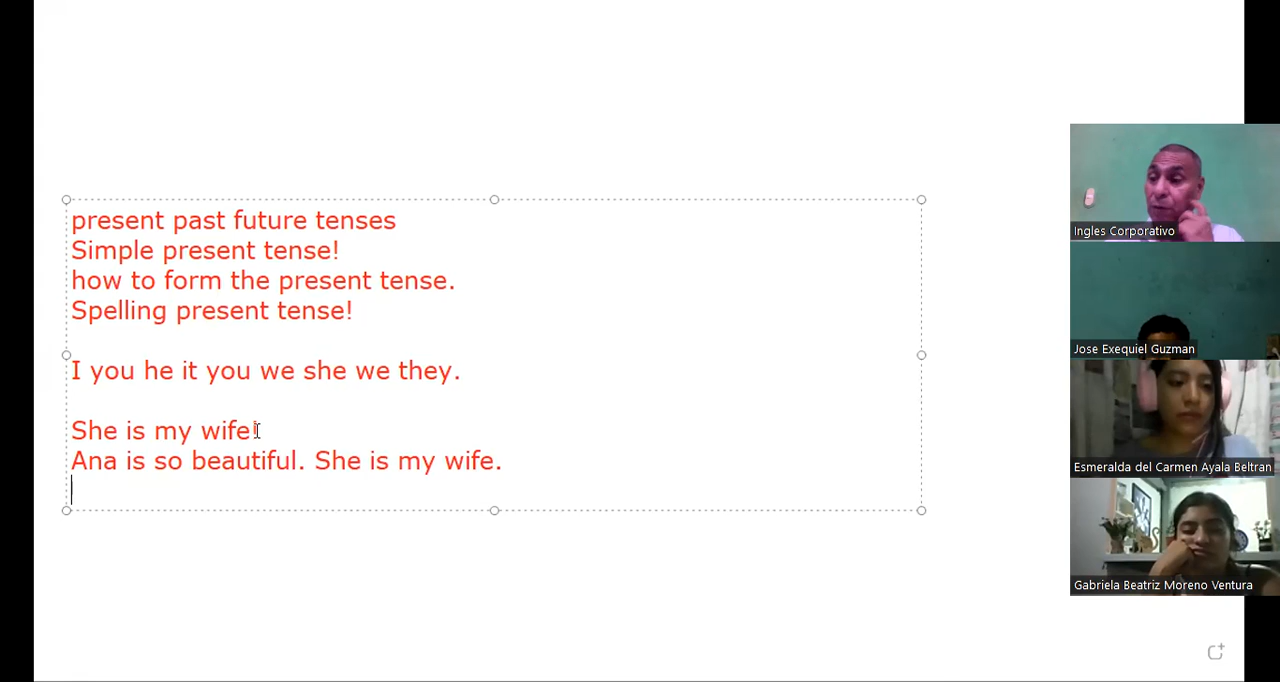 present past future tenses
Simple present tense!
how to form the present tense.
Spelling present tense!
I you he it you we she we they.
She is my wife!
Ana is so beautiful. She is my wife.
Ingles Corporativo
Jose Exequiel Guzman
Esmeralda del Carmen Ayala Beltran
Gabriela Beatriz Moreno Ventura